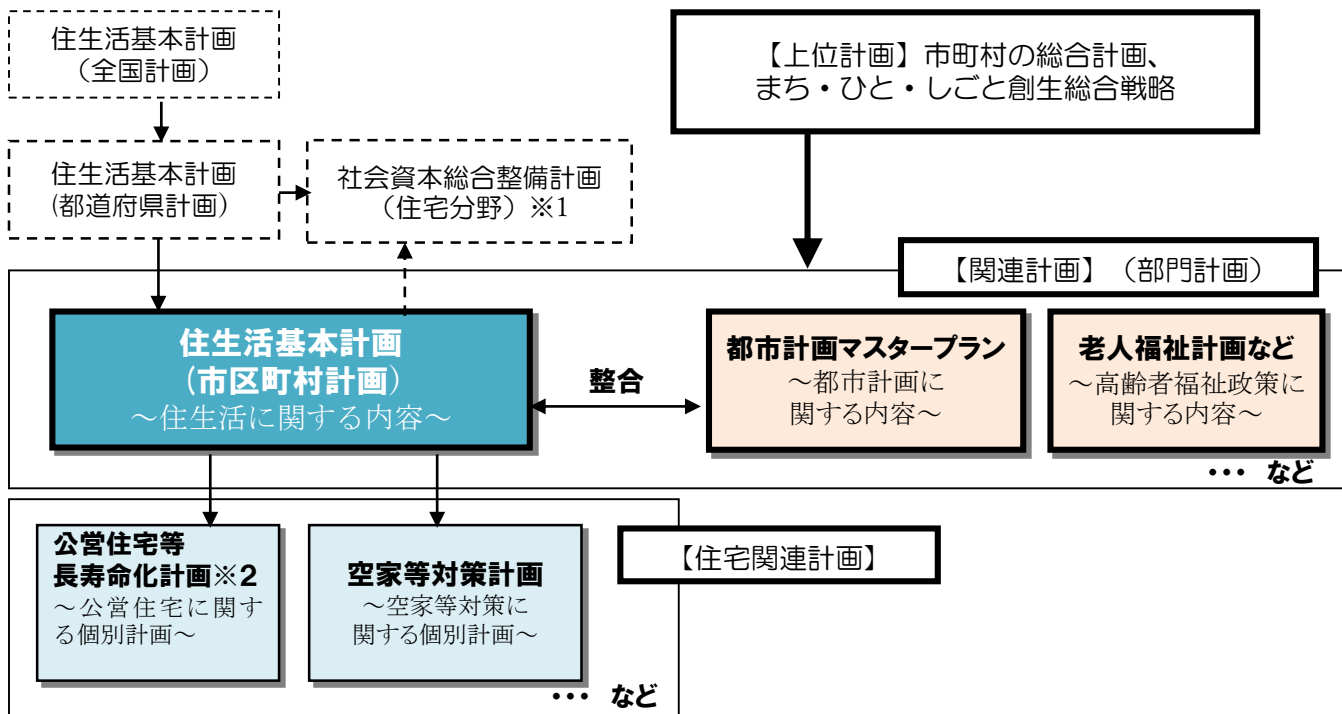 住生活基本計画
（全国計画）
【上位計画】市町村の総合計画、
まち・ひと・しごと創生総合戦略
住生活基本計画
(都道府県計画)
社会資本総合整備計画
（住宅分野）※1
【関連計画】（部門計画）
住生活基本計画
(市区町村計画)
～住生活に関する内容～
整合
都市計画マスタープラン
～都市計画に
関する内容～
老人福祉計画など
～高齢者福祉政策に
関する内容～
… など
公営住宅等
長寿命化計画※2
～公営住宅に関す
る個別計画～
空家等対策計画
～空家等対策に
関する個別計画～
【住宅関連計画】
… など